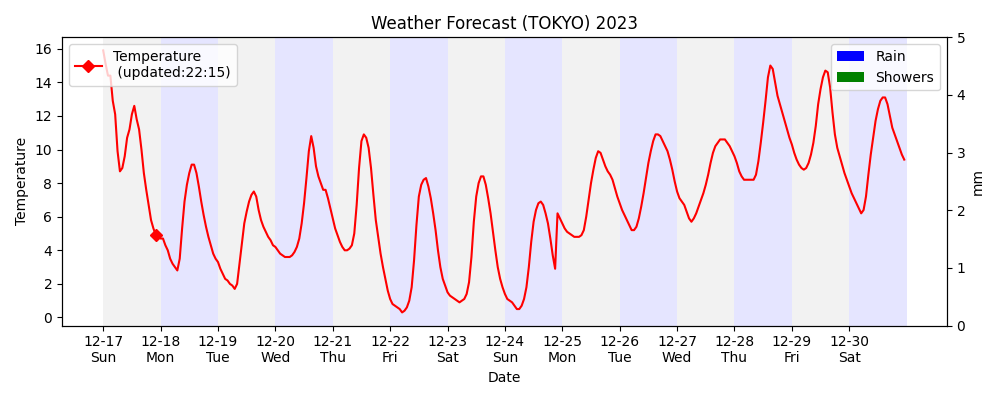 Weather Forecast (TOKYO) 2023
Temperature
(updated:22:15)
Rain
Showers
Temperature
16
14
12
10
8
6
4
2
0
5
4
3
2
1
0
mm
12-17 12-18 12-19 12-20 12-21 12-22 12-23 12-24 12-25 12-26 12-27 12-28 12-29 12-30
Sun Mon Tue Wed Thu Fri Sat Sun Mon Tue Wed Thu Fri Sat
Date